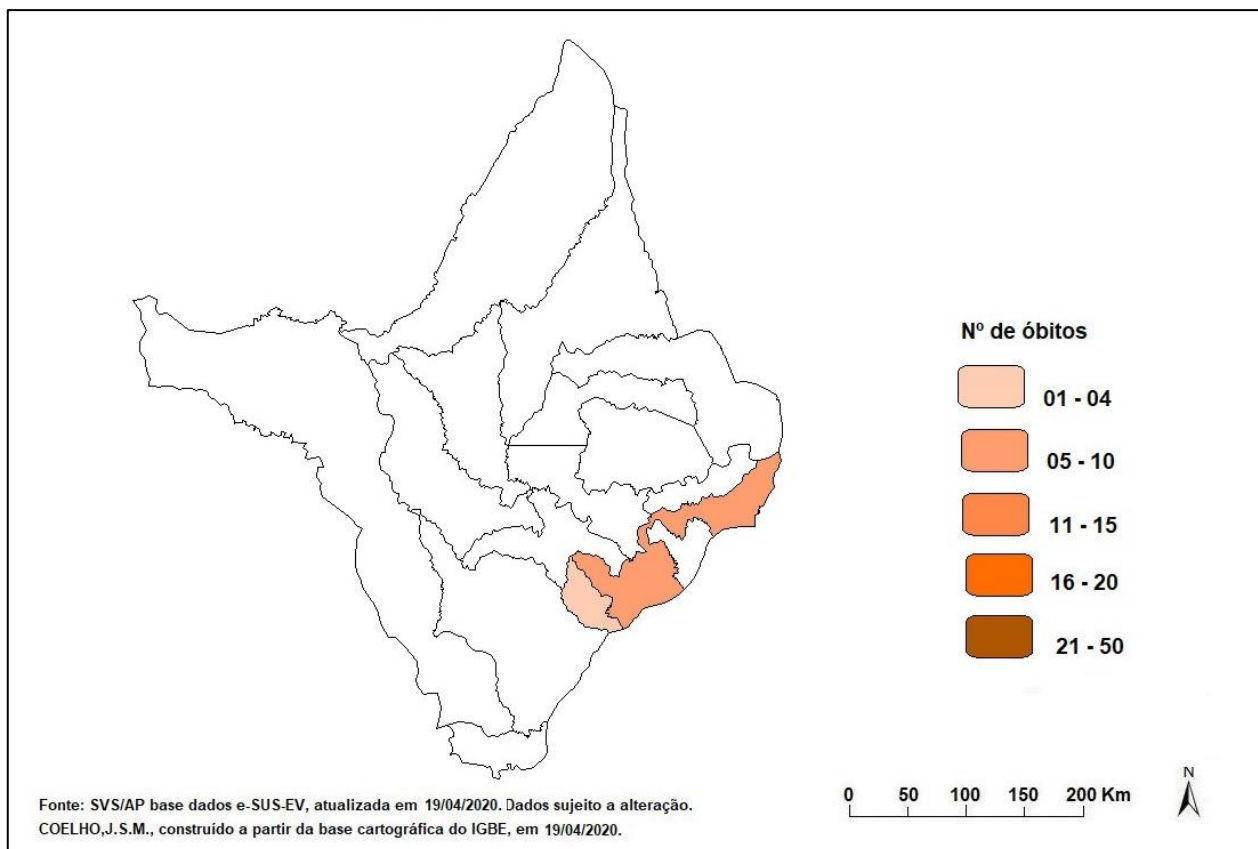 Nº de óbitos
01 - 04
05 - 10
11 - 15
16 - 20
21 - 50
N
0 50 100 150 200 Km
Fonte: SVS/AP base dados e-SUS-EV, atualizada em 19/04/2020. Dados sujeito a alteração.
COELHO,J.S.M., construído a partir da base cartográfica do IGBE, em 19/04/2020.